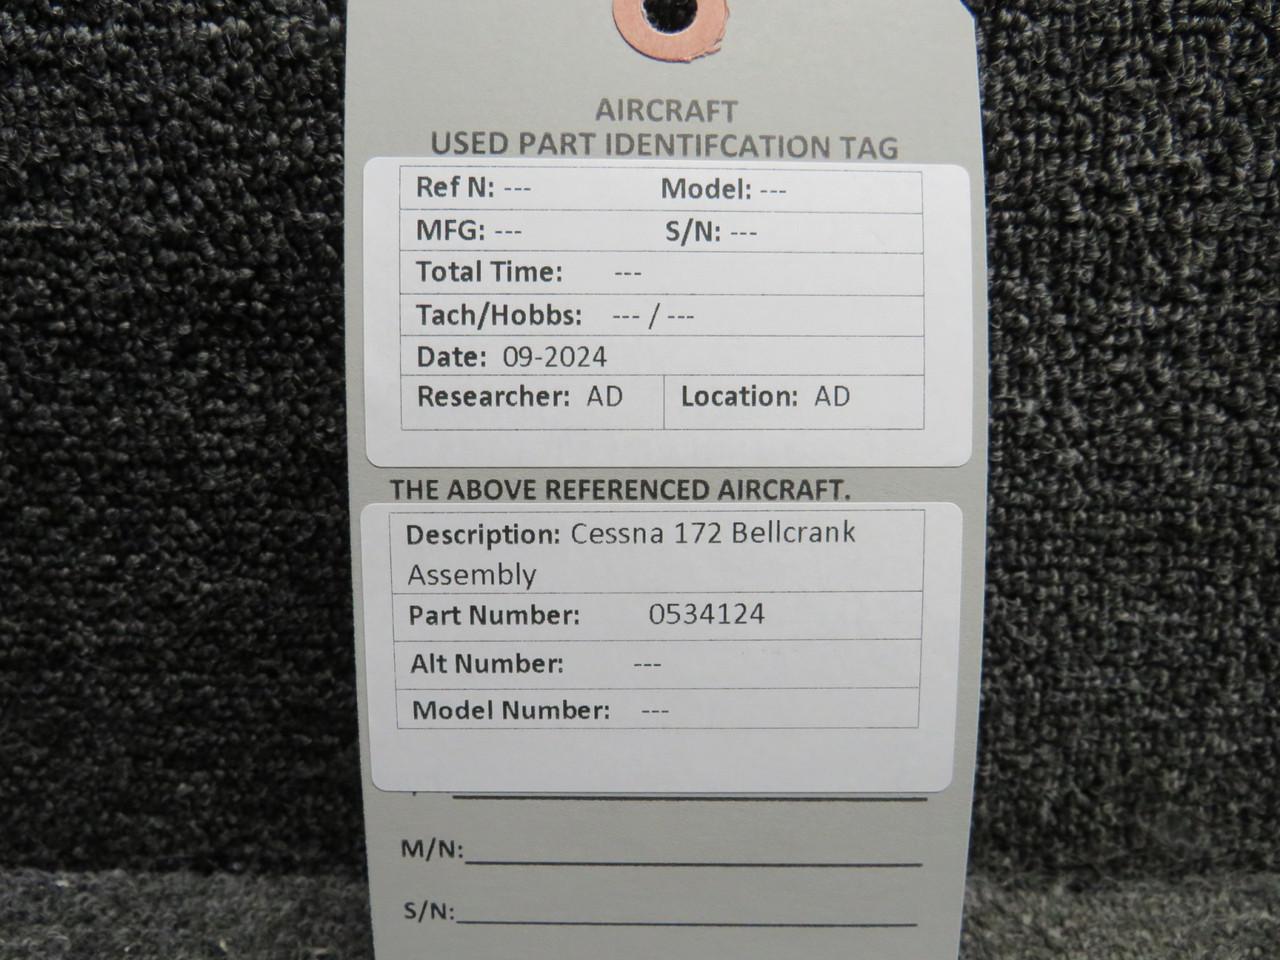 AIRCRAFT
USED PART IDENTIFCATION TAG
Ref N: --- Model: ---
MFG: --- S/N: ---
Total Time: ---
Tach/Hobbs: --- / ---
Date: 09-2024
Researcher: AD Location: AD
THE ABOVE REFERENCED AIRCRAFT.
Description: Cessna 172 Bellcrank
Assembly
Part Number: 0534124
Alt Number: ---
Model Number: ---
M/N:
S/N: